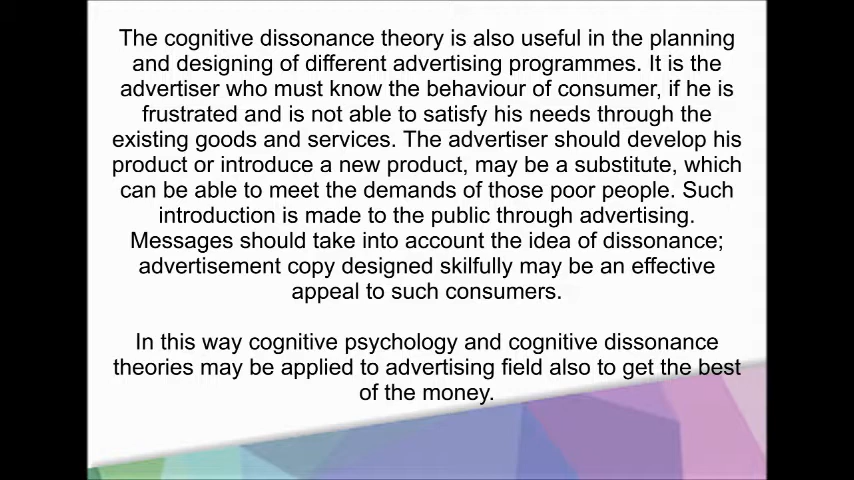 The cognitive dissonance theory is also useful in the planning
and designing of different advertising programmes. It is the
advertiser who must know the behaviour of consumer, if he is
frustrated and is not able to satisfy his needs through the
existing goods and services. The advertiser should develop his
product or introduce a new product, may be a substitute, which
can be able to meet the demands of those poor people. Such
introduction is made to the public through advertising.
Messages should take into account the idea of dissonance;
advertisement copy designed skilfully may be an effective
appeal to such consumers.
In this way cognitive psychology and cognitive dissonance
theories may be applied to advertising field also to get the best
of the money.